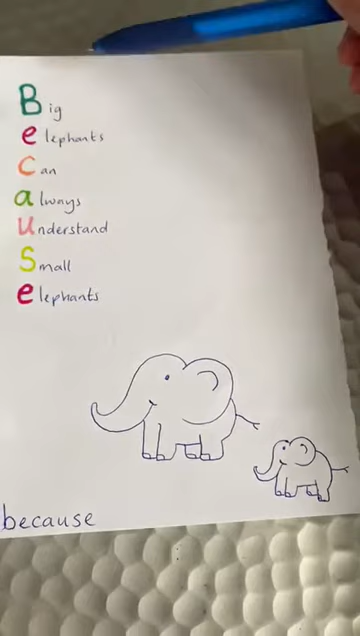 Big
elephants
Can
always
understand
Small
elephants
because